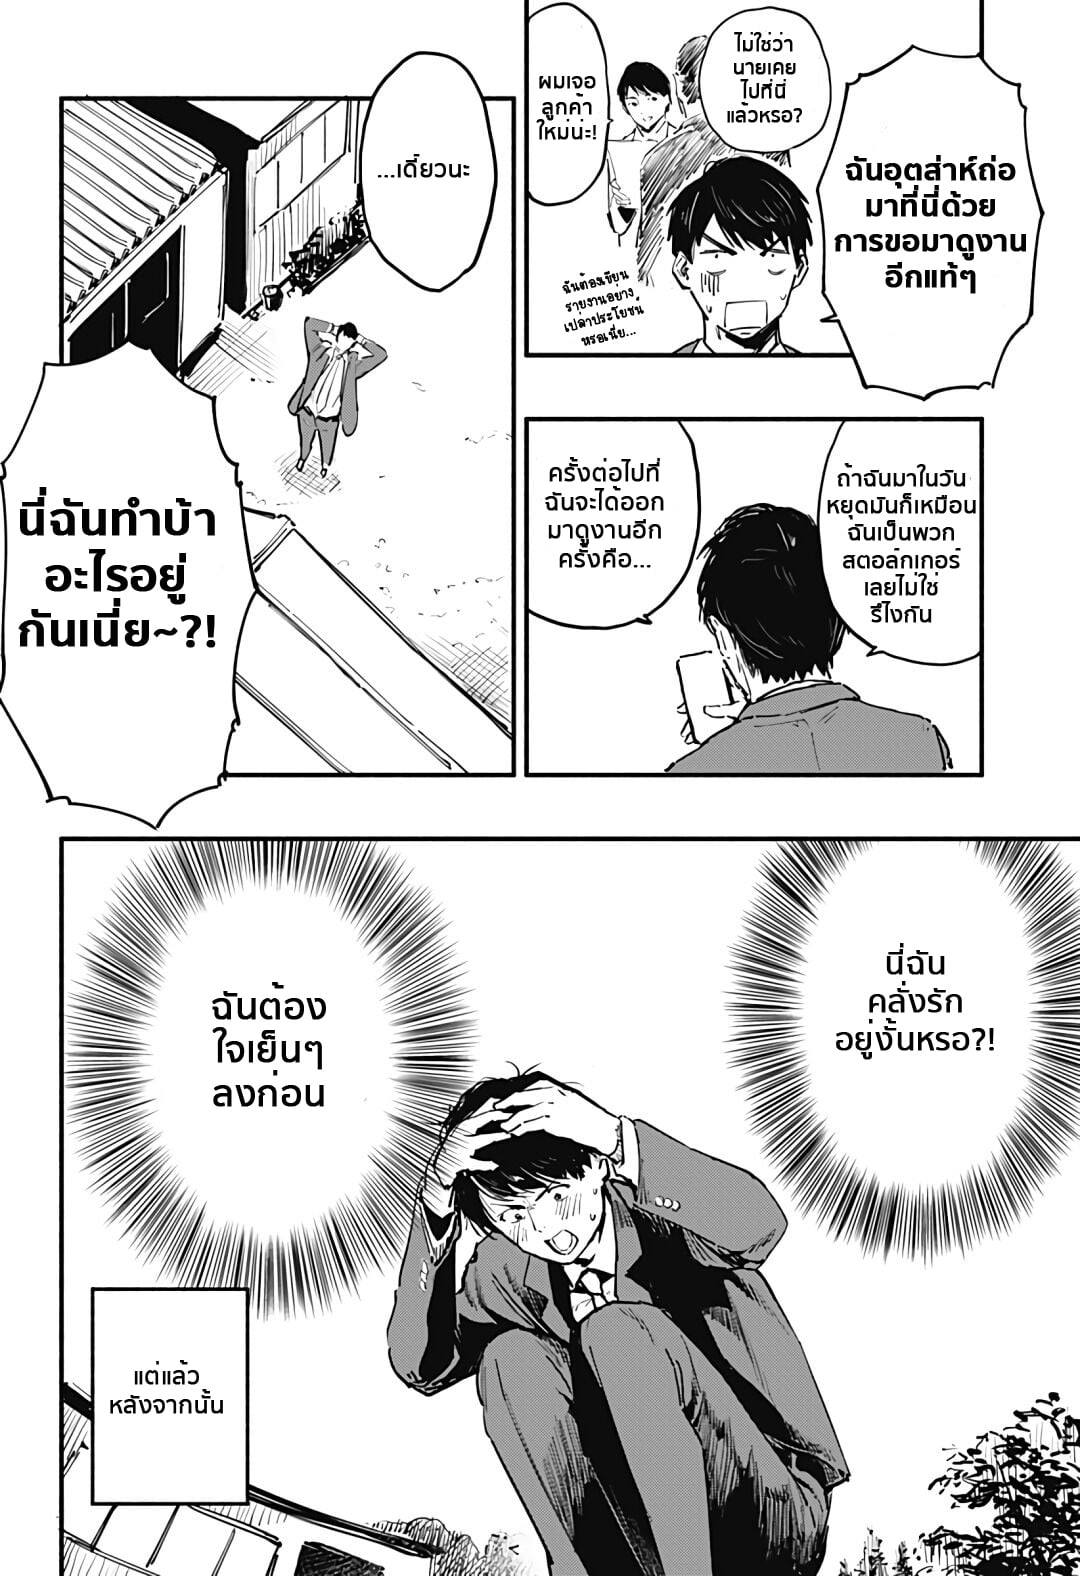 ฉันอุตส่าห์ถ่อ
มาที่นี่ด้วย
การขอมาดูงาน
อีกแท้ๆ
ไม่ใช่ว่า
นายเคย
ไปที่นี่
แล้วหรอ?
ผมเจอ
ลูกค้า
ใหม่น่ะ!
ฉันต้องเขียน
รายงานอย่าง
เปล่าประโยชน์
หรอเนี่ย...
ถ้าฉันมาในวัน
หยุดมันก็เหมือน
ฉันเป็นพวก
สตอล์กเกอร์
เลยไม่ใช่
รึไงกัน
ครั้งต่อไปที่
ฉันจะได้ออก
มาดูงานอีก
ครั้งคือ...
...เดี๋ยวนะ
นี่ฉันทำบ้า
อะไรอยู่
กันเนี่ย~?!
นี่ฉัน
คลั่งรัก
อยู่งั้นหรอ?!
ฉันต้อง
ใจเย็นๆ
ลงก่อน
แต่แล้ว
หลังจากนั้น